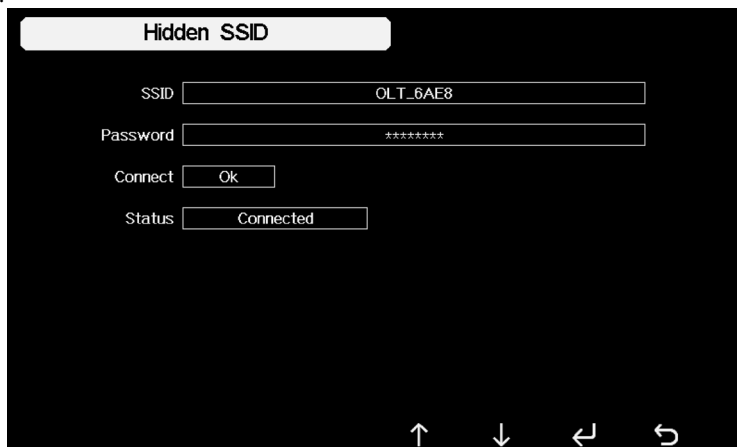 Hidden SSID
SSID OLT_6AE8
Password ********
Connect Ok
Status Connected